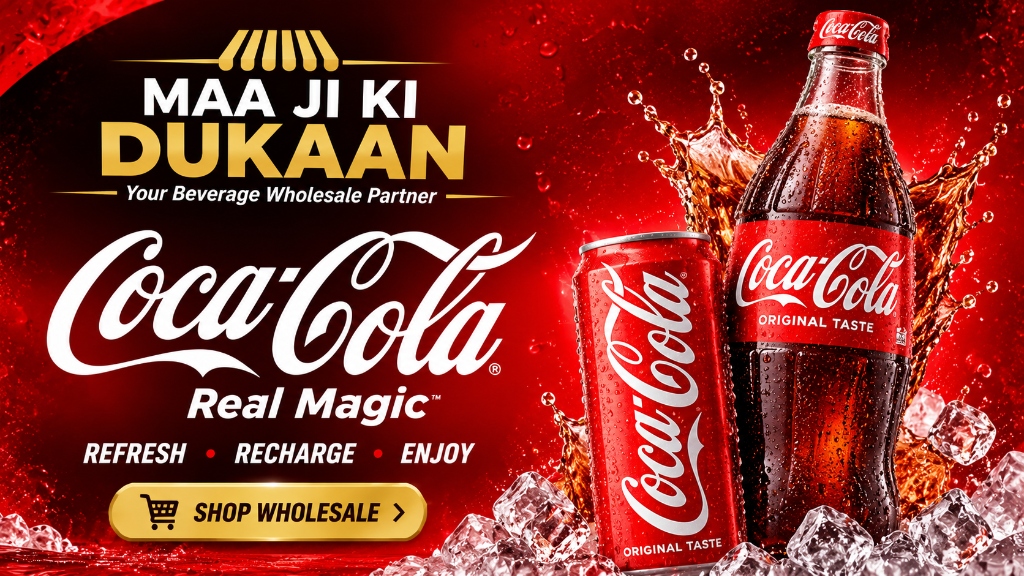 MAA JI KI
DUKAAN
Your Beverage Wholesale Partner
Coca-Cola®
Real Magic™
REFRESH • RECHARGE • ENJOY
SHOP WHOLESALE >
Coca-Cola
Coca-Cola
ORIGINAL TASTE
Coca-Cola®
ORIGINAL TASTE